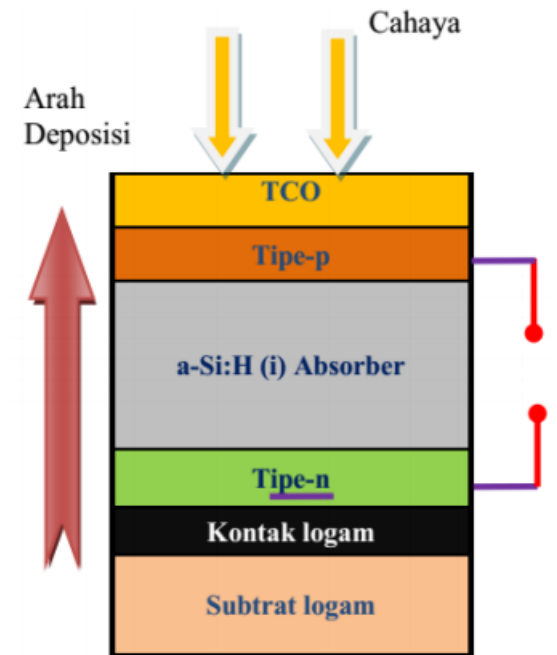 Cahaya
Arah
Deposisi
TCO
Tipe-p
a-Si:H (i) Absorber
Tipe-n
Kontak logam
Subtrat logam